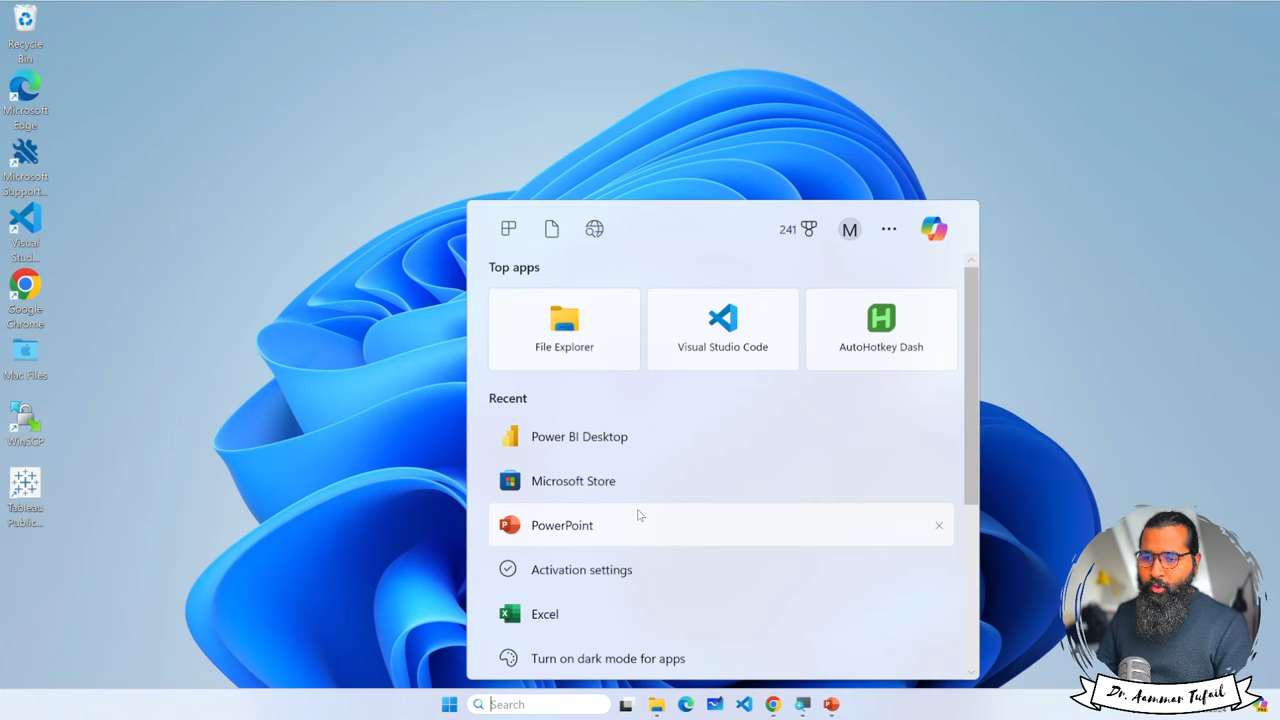 Recycle
Bin
Microsoft
Edge
Microsoft
Support...
Visual
Stud...
Google
Chrome
Mac Files
WinSCP
Tableau
Public...
241
M
Top apps
File Explorer
Visual Studio Code
AutoHotkey Dash
Recent
Power BI Desktop
Microsoft Store
PowerPoint
Activation settings
Excel
Turn on dark mode for apps
Search
Dr. Aammar Tufail